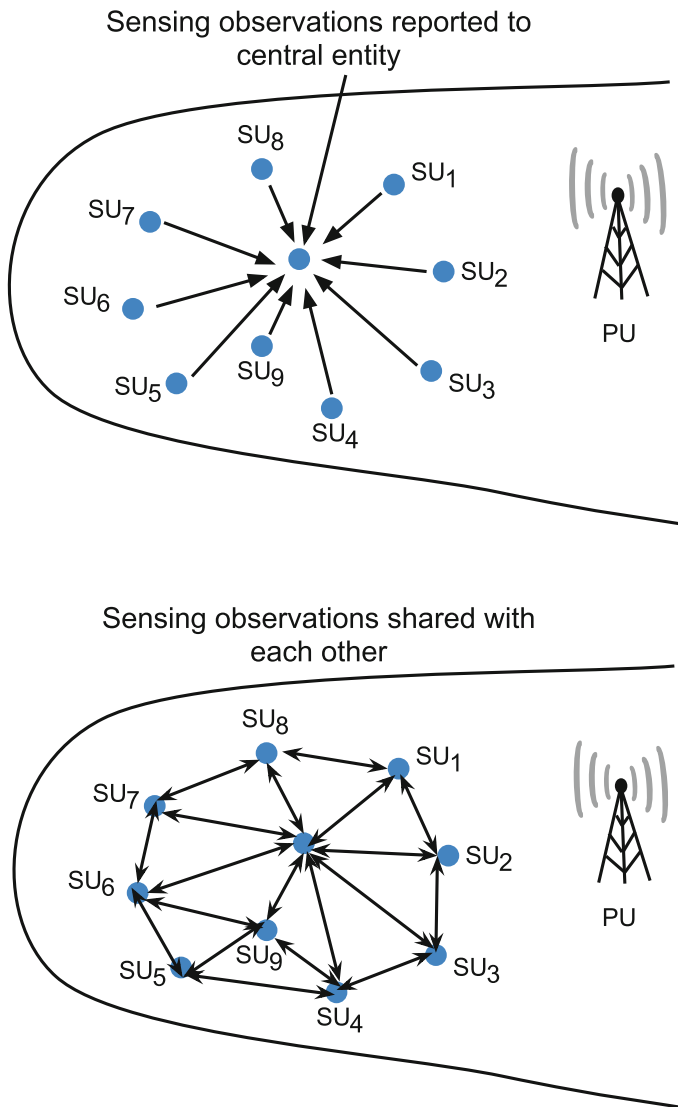 Sensing observations reported to
central entity
SU8
SU1
SU7
SU2
SU6
PU
SU9
SU3
SU5
SU4
Sensing observations shared with
each other
SU8
SU1
SU7
SU2
SU6
PU
SU9
SU3
SU5
SU4